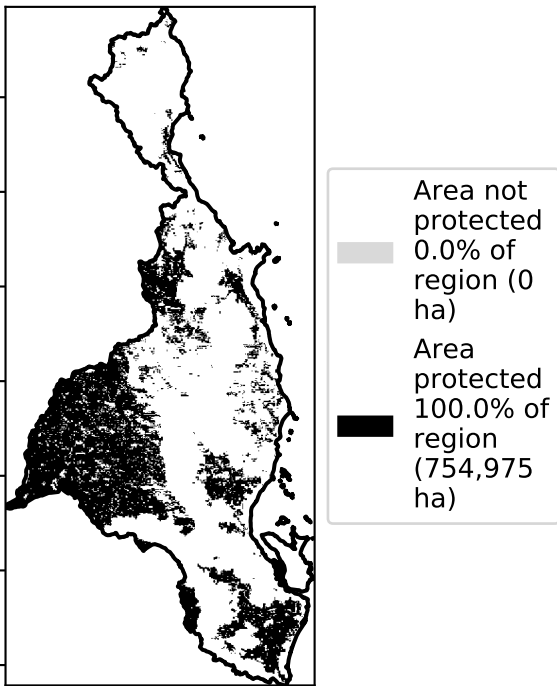 Area not
protected
0.0% of
region (0
ha)
Area
protected
100.0% of
region
(754,975
ha)